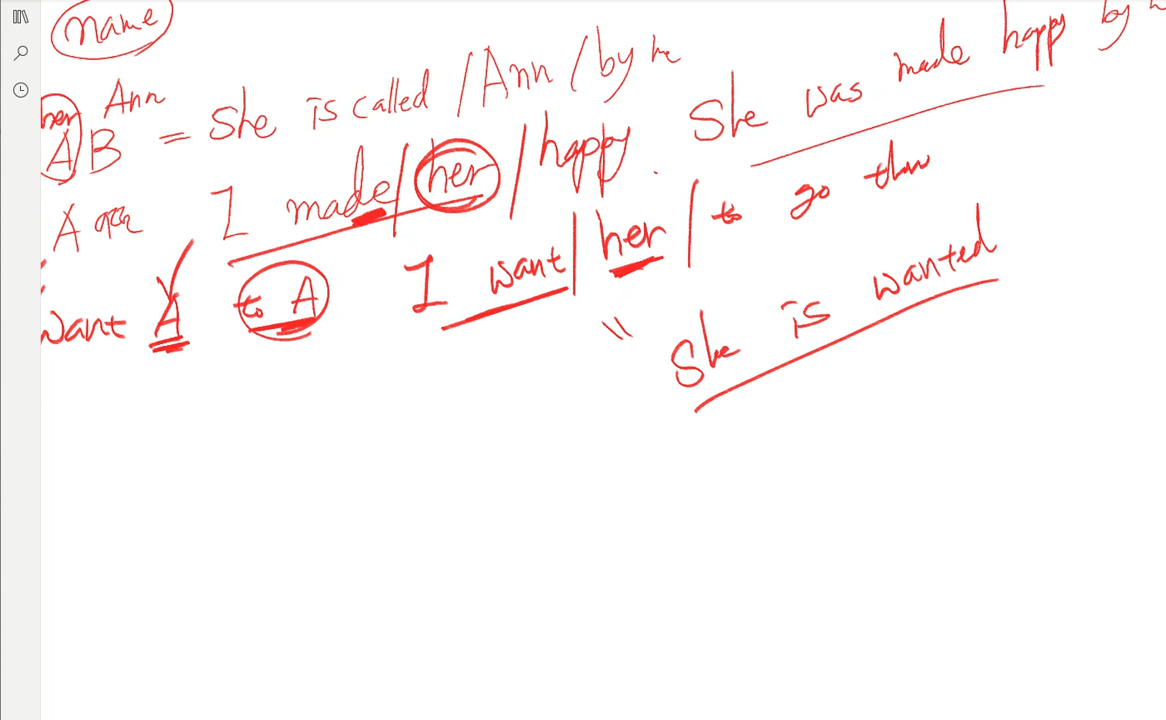 name
her Ann
A B = She is called / Ann / by me
She was made happy by
A I made / her / happy.
want A to A I want / her / to go there
" She is wanted